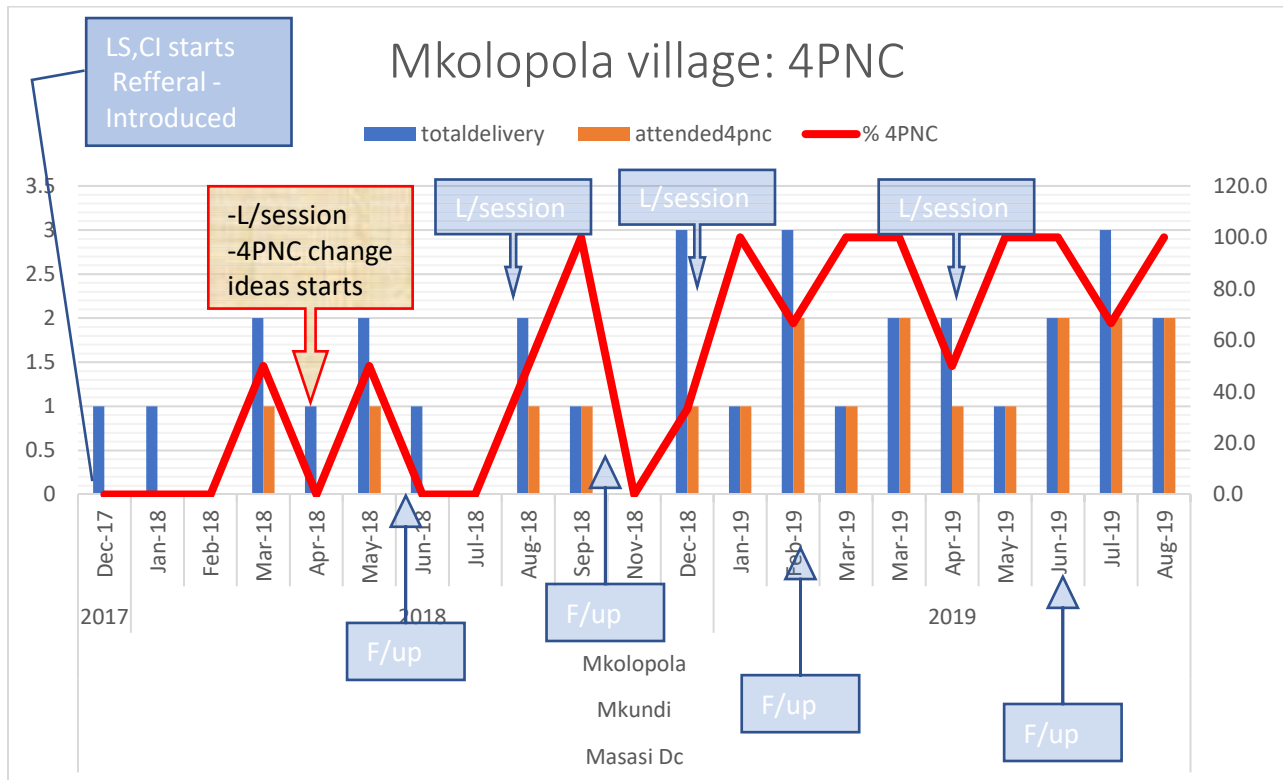 LS,CI starts
Refferal -
Introduced
Mkolopola village: 4PNC
totaldelivery attended4pnc % 4PNC
-L/session
-4PNC change
ideas starts
L/session
L/session
L/session
3.5
3
2.5
2
1.5
1
0.5
0
120.0
100.0
80.0
60.0
40.0
20.0
0.0
Dec-17
Jan-18
Feb-18
Mar-18
Apr-18
May-18
Jun-18
Jul-18
Aug-18
Sep-18
Nov-18
Dec-18
Jan-19
Feb-19
Mar-19
Mar-19
Apr-19
May-19
Jun-19
Jul-19
Aug-19
2017 2018 2019
F/up
F/up
F/up
F/up
Mkolopola
Mkundi
Masasi Dc